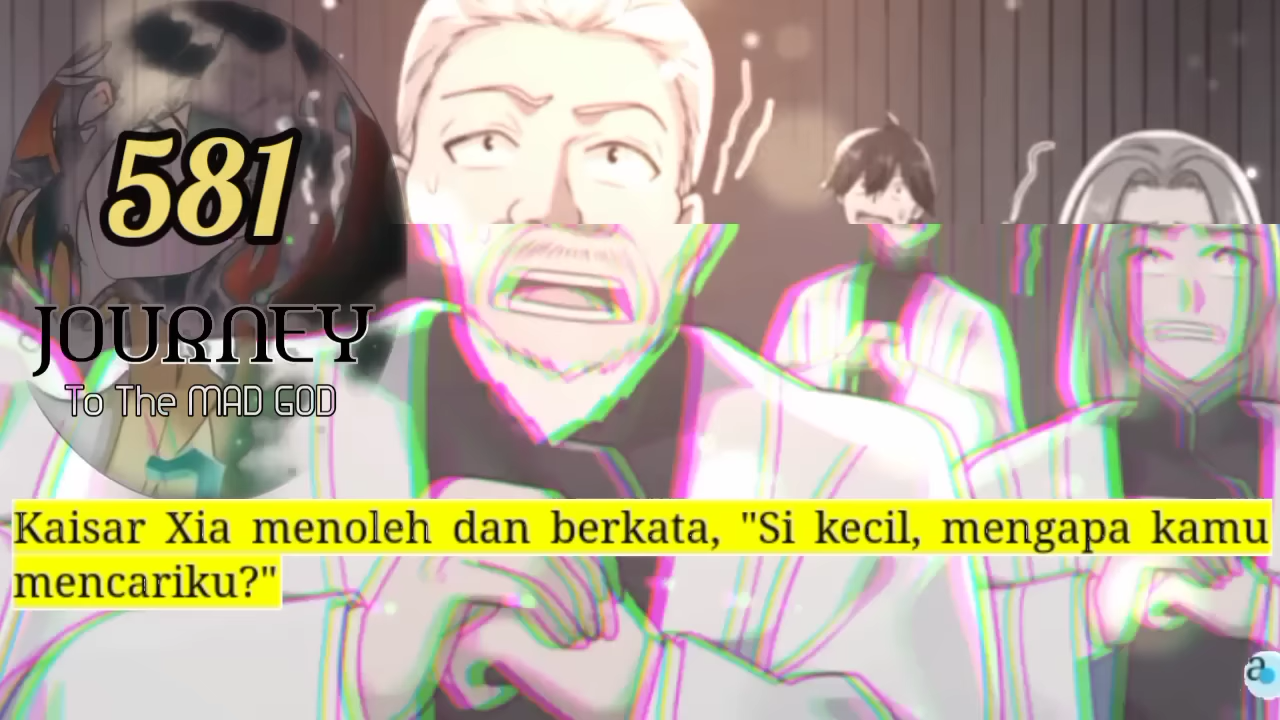 581
JOURNEY
To The MAD GOD
Kaisar Xia menoleh dan berkata, "Si kecil, mengapa kamu
mencariku?"
a